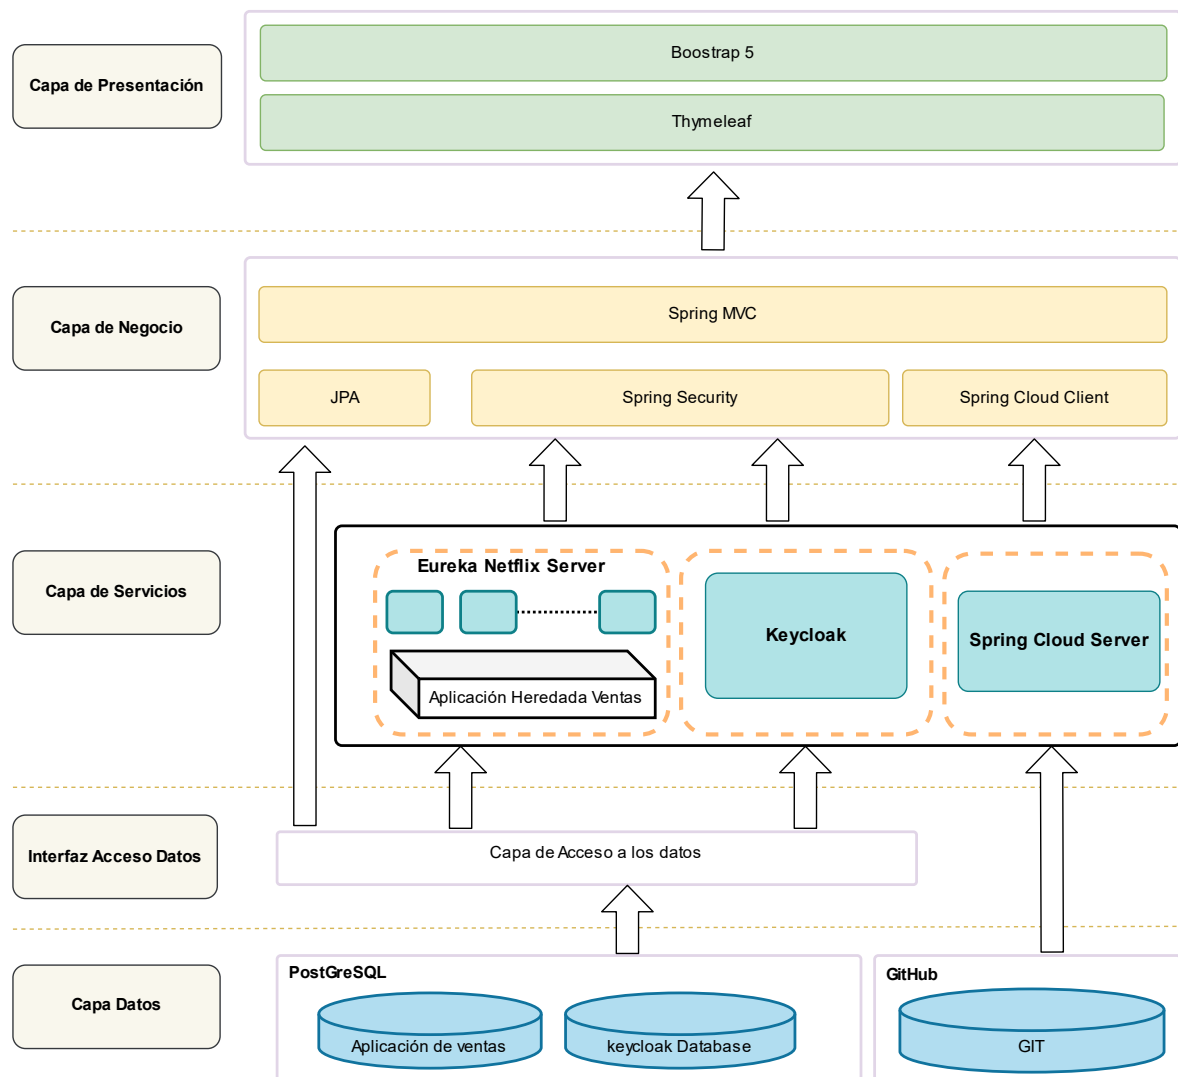 Boostrap 5
Capa de Presentación
Thymeleaf
Capa de Negocio
Spring MVC
JPA
Spring Security
Spring Cloud Client
Capa de Servicios
Eureka Netflix Server
Keycloak
Spring Cloud Server
Aplicación Heredada Ventas
Interfaz Acceso Datos
Capa de Acceso a los datos
Capa Datos
PostGreSQL
Aplicación de ventas
keycloak Database
GitHub
GIT